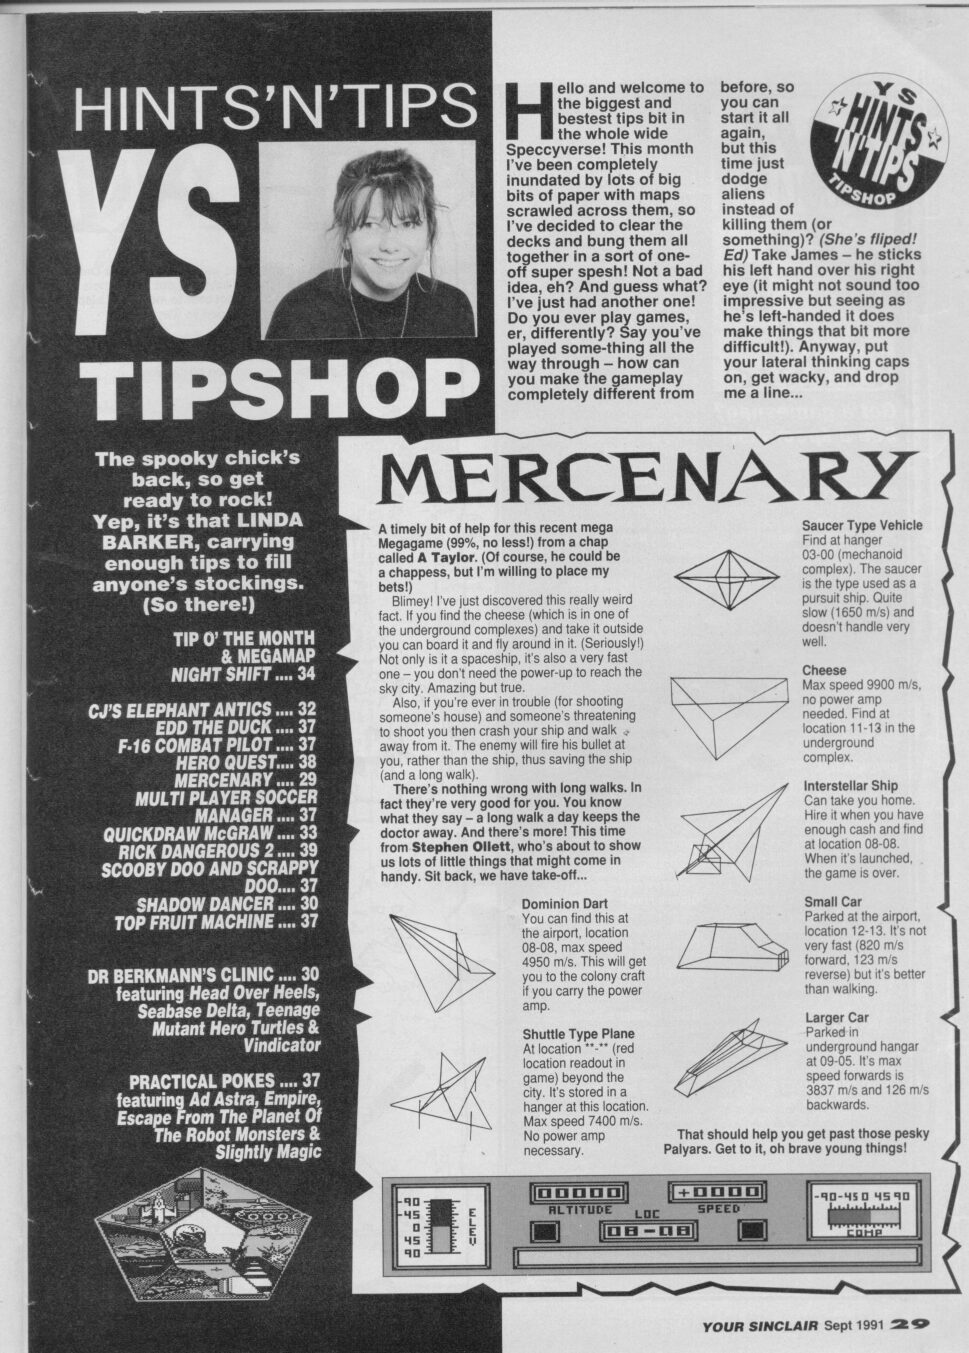 HINTS'N'TIPS
YS
TIPSHOP
Hello and welcome to
the biggest and
bestest tips bit in
the whole wide
Speccyverse! This month
I've been completely
inundated by lots of big
bits of paper with maps
scrawled across them, so
I've decided to clear the
decks and bung them all
together in a sort of one-
off super spesh! Not a bad
idea, eh? And guess what?
I've just had another one!
Do you ever play games,
er, differently? Say you've
played some-thing all the
way through – how can
you make the gameplay
completely different from
before, so
you can
start it all
again,
but this
time just
dodge
aliens
instead of
killing them (or
something)? (She's fliped!
Ed) Take James – he sticks
his left hand over his right
eye (it might not sound too
impressive but seeing as
he's left-handed it does
make things that bit more
difficult!). Anyway, put
your lateral thinking caps
on, get wacky, and drop
me a line...
YS
HINTS
'N'TIPS
TIPSHOP
The spooky chick's
back, so get
ready to rock!
Yep, it's that LINDA
BARKER, carrying
enough tips to fill
anyone's stockings.
(So there!)
TIP O' THE MONTH
& MEGAMAP
NIGHT SHIFT .... 34
CJ'S ELEPHANT ANTICS .... 32
EDD THE DUCK .... 37
F-16 COMBAT PILOT .... 37
HERO QUEST.... 38
MERCENARY .... 29
MULTI PLAYER SOCCER
MANAGER .... 37
QUICKDRAW McGRAW .... 33
RICK DANGEROUS 2 .... 39
SCOOBY DOO AND SCRAPPY
DOO.... 37
SHADOW DANCER .... 30
TOP FRUIT MACHINE .... 37
DR BERKMANN'S CLINIC .... 30
featuring Head Over Heels,
Seabase Delta, Teenage
Mutant Hero Turtles &
Vindicator
PRACTICAL POKES .... 37
featuring Ad Astra, Empire,
Escape From The Planet Of
The Robot Monsters &
Slightly Magic
MERCENARY
A timely bit of help for this recent mega
Megagame (99%, no less!) from a chap
called A Taylor. (Of course, he could be
a chappess, but I'm willing to place my
bets!)
Blimey! I've just discovered this really weird
fact. If you find the cheese (which is in one of
the underground complexes) and take it outside
you can board it and fly around in it. (Seriously!)
Not only is it a spaceship, it's also a very fast
one – you don't need the power-up to reach the
sky city. Amazing but true.
Also, if you're ever in trouble (for shooting
someone's house) and someone's threatening
to shoot you then crash your ship and walk
away from it. The enemy will fire his bullet at
you, rather than the ship, thus saving the ship
(and a long walk).
There's nothing wrong with long walks. In
fact they're very good for you. You know
what they say – a long walk a day keeps the
doctor away. And there's more! This time
from Stephen Ollett, who's about to show
us lots of little things that might come in
handy. Sit back, we have take-off...
Dominion Dart
You can find this at
the airport, location
08-08, max speed
4950 m/s. This will get
you to the colony craft
if you carry the power
amp.
Shuttle Type Plane
At location **-** (red
location readout in
game) beyond the
city. It's stored in a
hanger at this location.
Max speed 7400 m/s.
No power amp
necessary.
Saucer Type Vehicle
Find at hanger
03-00 (mechanoid
complex). The saucer
is the type used as a
pursuit ship. Quite
slow (1650 m/s) and
doesn't handle very
well.
Cheese
Max speed 9900 m/s,
no power amp
needed. Find at
location 11-13 in the
underground
complex.
Interstellar Ship
Can take you home.
Hire it when you have
enough cash and find
at location 08-08.
When it's launched,
the game is over.
Small Car
Parked at the airport,
location 12-13. It's not
very fast (820 m/s
forward, 123 m/s
reverse) but it's better
than walking.
Larger Car
Parked in
underground hangar
at 09-05. It's max
speed forwards is
3837 m/s and 126 m/s
backwards.
That should help you get past those pesky
Palyars. Get to it, oh brave young things!
-90
-45
0
45
90
ELEV
00000
ALTITUDE
LOC
08-08
+0000
SPEED
-90-45 0 45 90
COMP
YOUR SINCLAIR Sept 1991 29